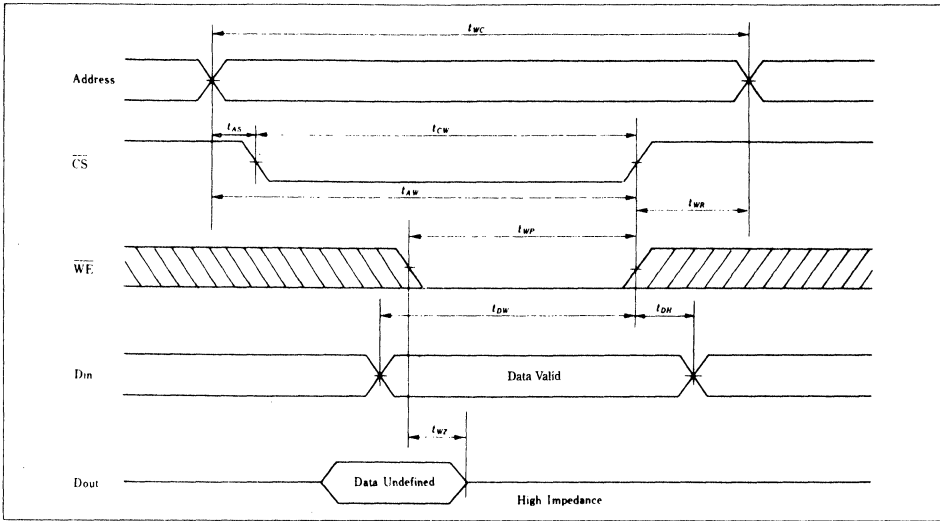 tWC
Address
tAS
tCW
CS
tAW
tWR
tWP
WE
tDW
tDH
Din
Data Valid
tWZ
Dout
Data Undefined
High Impedance